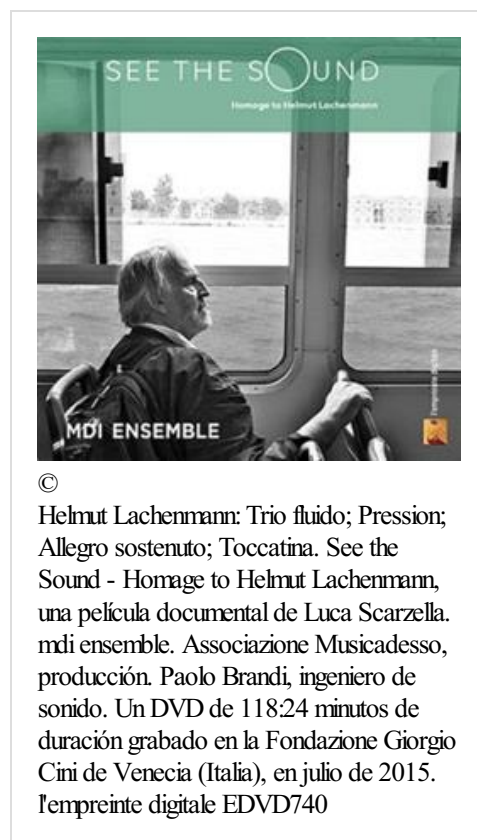 SEE THE SOUND
Homage to Helmut Lachenmann
MDI ENSEMBLE
©
Helmut Lachenmann: Trio fluido; Pression;
Allegro sostenuto; Toccatina. See the
Sound - Homage to Helmut Lachenmann,
una película documental de Luca Scarzella.
mdi ensemble. Associazione Musicadesso,
producción. Paolo Brandi, ingeniero de
sonido. Un DVD de 118:24 minutos de
duración grabado en la Fondazione Giorgio
Cini de Venecia (Italia), en julio de 2015.
l'empreinte digitale EDVD740